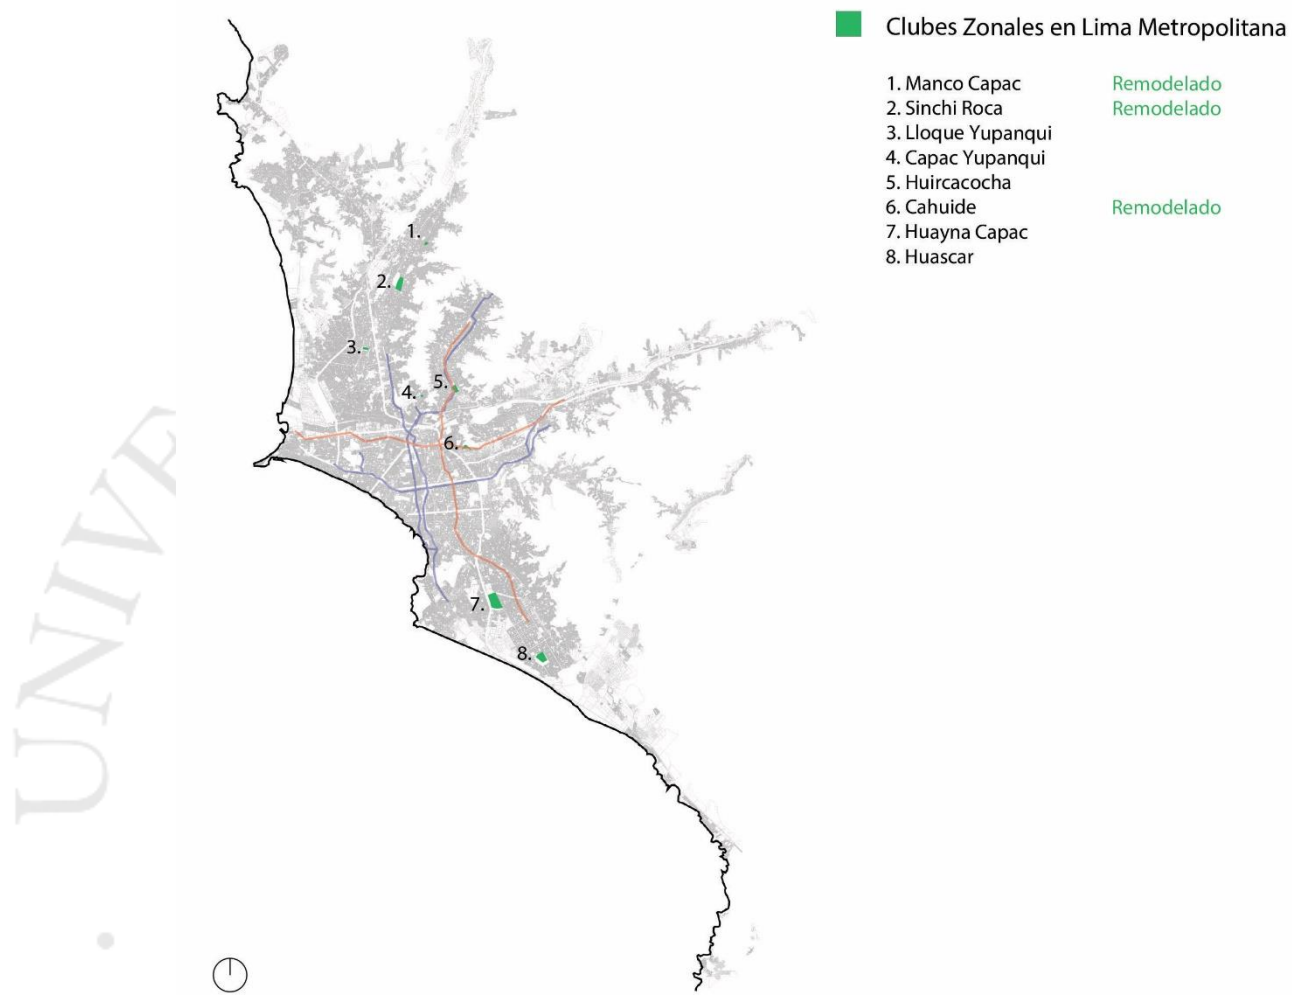 Clubes Zonales en Lima Metropolitana
1. Manco Capac Remodelado
2. Sinchi Roca Remodelado
3. Lloque Yupanqui
4. Capac Yupanqui
5. Huircacocha
6. Cahuide Remodelado
7. Huayna Capac
8. Huascar
1.
2.
3.
4.
5.
6.
7.
8.
UNIVE